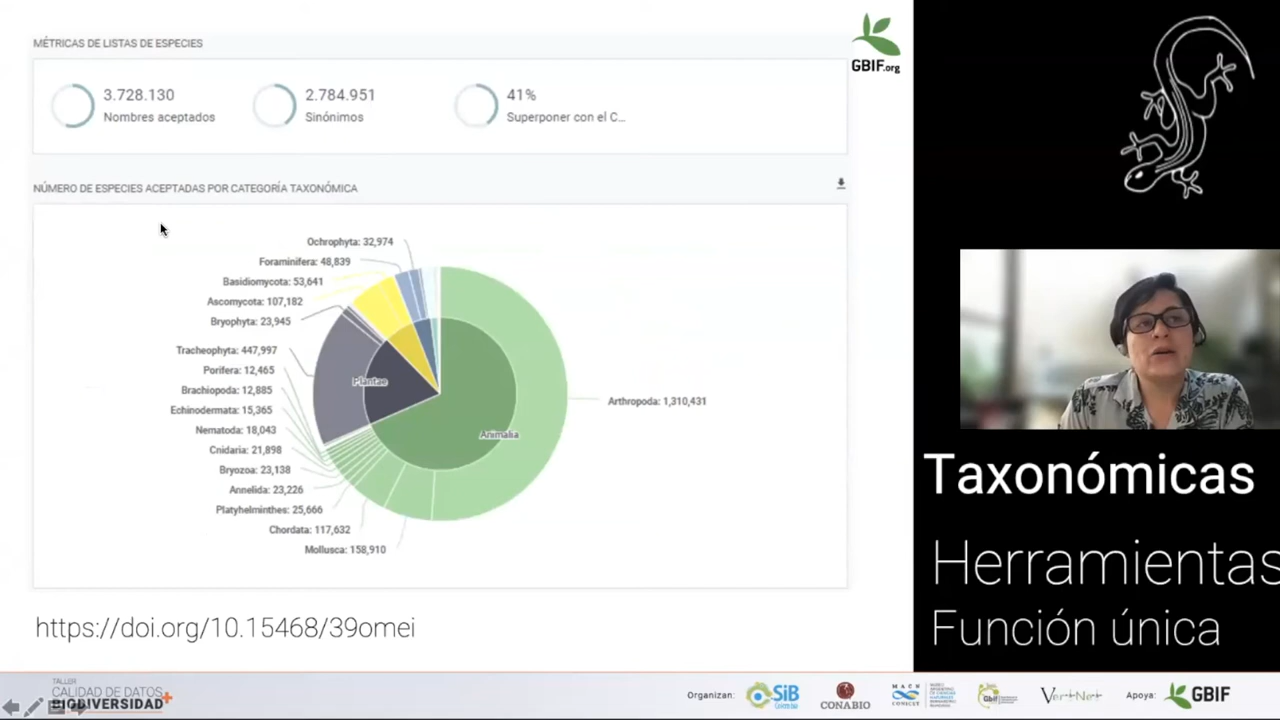 MÉTRICAS DE LISTAS DE ESPECIES
GBIF.org
3.728.130
Nombres aceptados
2.784.951
Sinónimos
41%
Superponer con el C...
NÚMERO DE ESPECIES ACEPTADAS POR CATEGORÍA TAXONÓMICA
Ochrophyta: 32,974
Foraminifera: 48,839
Basidiomycota: 53,641
Ascomycota: 107,182
Bryophyta: 23,945
Tracheophyta: 447,997
Porifera: 12,465
Brachiopoda: 12,885
Echinodermata: 15,365
Nematoda: 18,043
Cnidaria: 21,898
Bryozoa: 23,138
Annelida: 23,226
Platyhelminthes: 25,666
Chordata: 117,632
Mollusca: 158,910
Plantae
Animalia
Arthropoda: 1,310,431
https://doi.org/10.15468/39omei
Taxonómicas
Herramientas
Función única
TALLER
CALIDAD DE DATOS
BIODIVERSIDAD
Organizan:
SiB
Colombia
CONABIO
MACN
CONICET
VertNet
Apoya:
GBIF